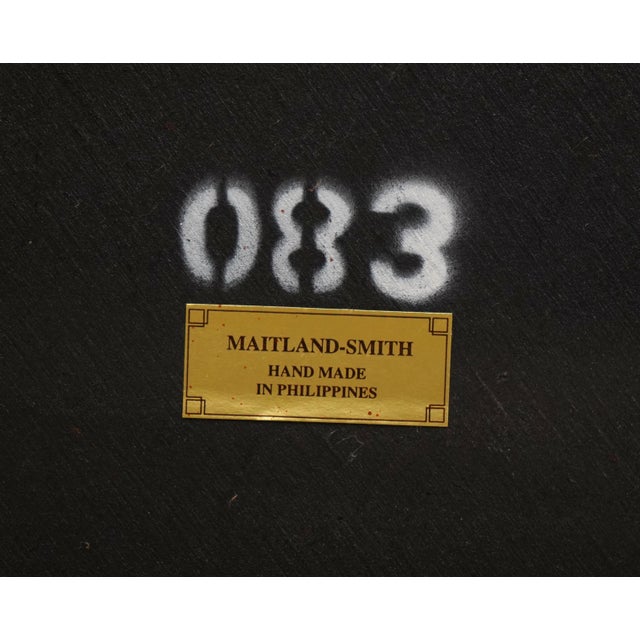 083
MAITLAND-SMITH
HAND MADE
IN PHILIPPINES